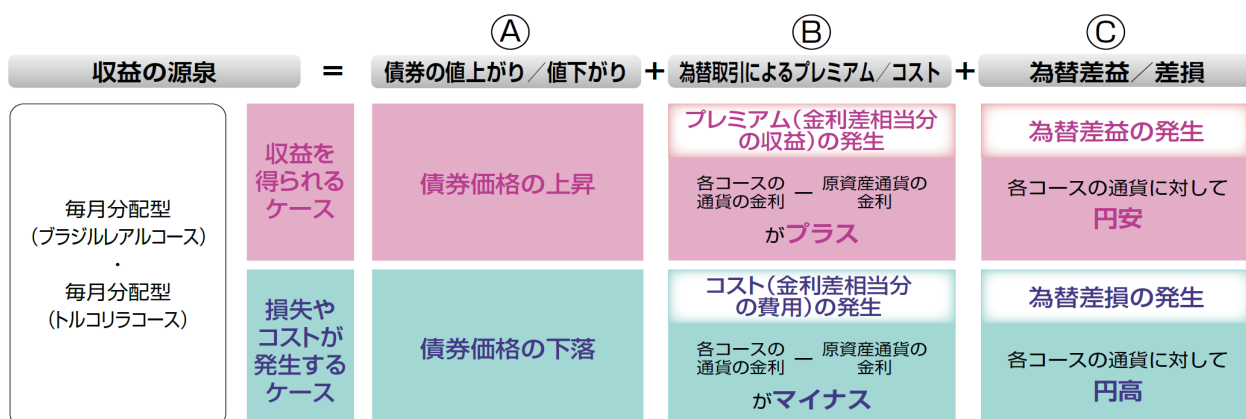 Ⓐ
Ⓑ
Ⓒ
収益の源泉 = 債券の値上がり/値下がり + 為替取引によるプレミアム/コスト + 為替差益/差損
毎月分配型
(ブラジルレアルコース)
・
毎月分配型
(トルコリラコース)
収益を
得られる
ケース
債券価格の上昇
プレミアム(金利差相当分
の収益)の発生
各コースの
通貨の金利
―
原資産通貨の
金利
がプラス
為替差益の発生
各コースの通貨に対して
円安
損失や
コストが
発生する
ケース
債券価格の下落
コスト(金利差相当分
の費用)の発生
各コースの
通貨の金利
―
原資産通貨の
金利
がマイナス
為替差損の発生
各コースの通貨に対して
円高